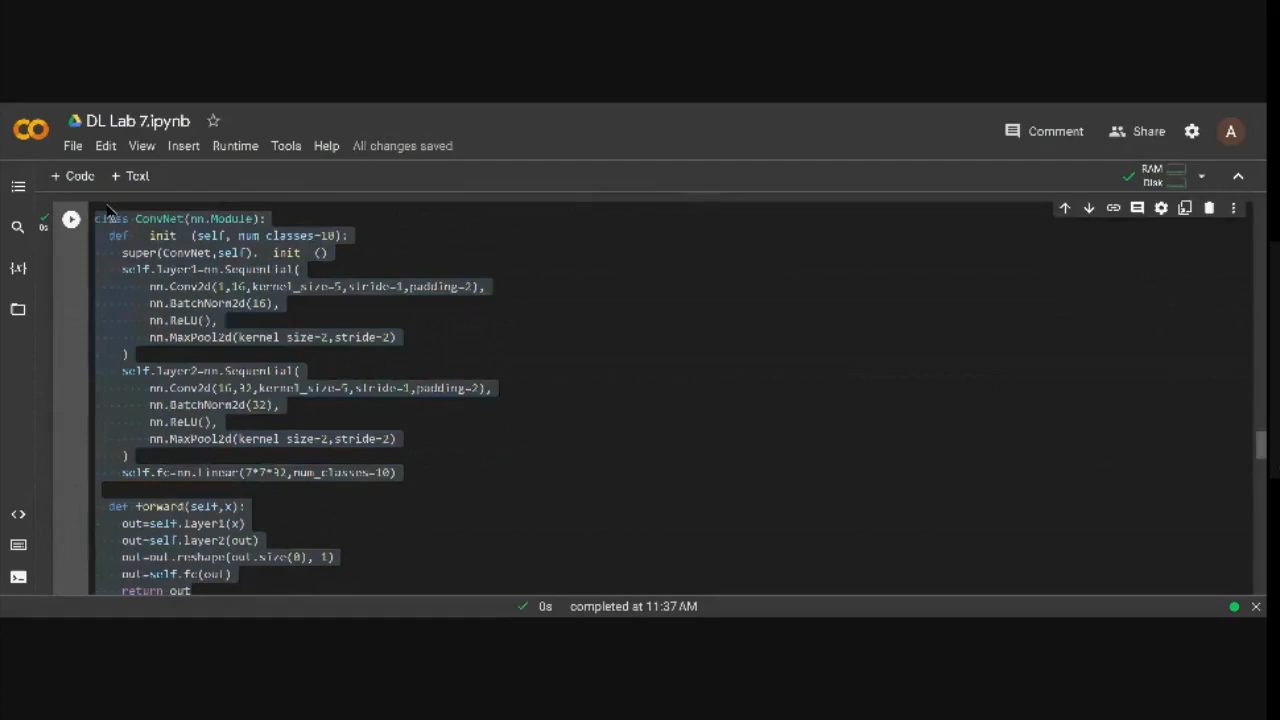 DL Lab 7.ipynb
Comment
Share
A
File Edit View Insert Runtime Tools Help All changes saved
+ Code + Text
RAM
Disk
0s
class ConvNet(nn.Module):
def __init__(self, num_classes=10):
super(ConvNet,self).__init__()
self.layer1=nn.Sequential(
nn.Conv2d(1,16,kernel_size=5,stride=1,padding=2),
nn.BatchNorm2d(16),
nn.ReLU(),
nn.MaxPool2d(kernel_size=2,stride=2)
)
self.layer2=nn.Sequential(
nn.Conv2d(16,32,kernel_size=5,stride=1,padding=2),
nn.BatchNorm2d(32),
nn.ReLU(),
nn.MaxPool2d(kernel_size=2,stride=2)
)
self.fc=nn.Linear(7*7*32,num_classes=10)
def forward(self,x):
out=self.layer1(x)
out=self.layer2(out)
out=out.reshape(out.size(0),-1)
out=self.fc(out)
return out
0s completed at 11:37 AM